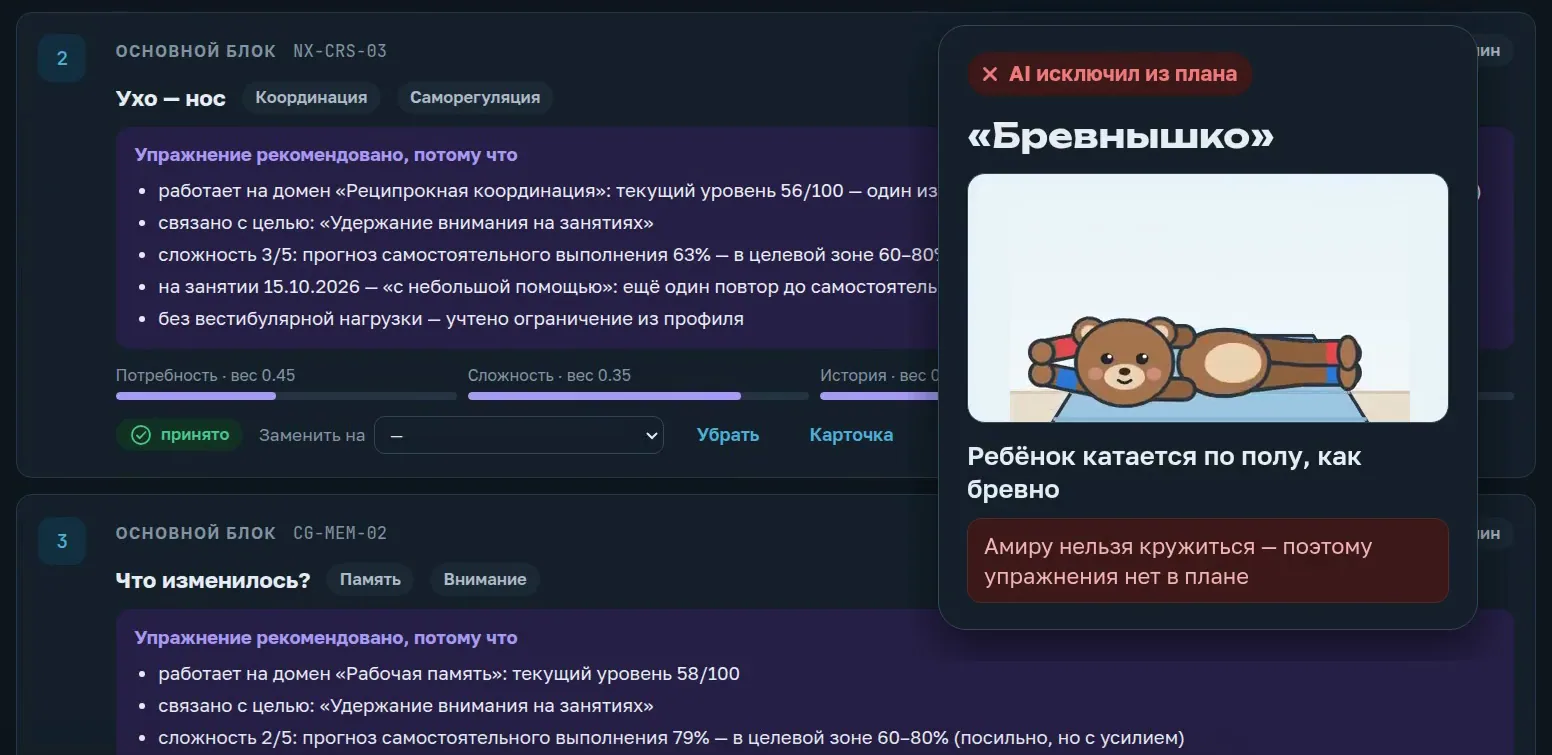 2
ОСНОВНОЙ БЛОК NX-CRS-03
Ухо — нос Координация Саморегуляция
Упражнение рекомендовано, потому что
• работает на домен «Реципрокная координация»: текущий уровень 56/100 — один из
• связано с целью: «Удержание внимания на занятиях»
• сложность 3/5: прогноз самостоятельного выполнения 63% — в целевой зоне 60–80%
• на занятии 15.10.2026 — «с небольшой помощью»: ещё один повтор до
• без вестибулярной нагрузки — учтено ограничение из профиля
Потребность · вес 0.45 Сложность · вес 0.35 История · вес
принято Заменить на — Убрать Карточка
✕ AI исключил из плана
«Бревнышко»
Ребёнок катается по полу, как
бревно
Амиру нельзя кружиться — поэтому
упражнения нет в плане
3
ОСНОВНОЙ БЛОК CG-MEM-02
Что изменилось? Память Внимание
Упражнение рекомендовано, потому что
• работает на домен «Рабочая память»: текущий уровень 58/100
• связано с целью: «Удержание внимания на занятиях»
• сложность 2/5: прогноз самостоятельного выполнения 79% — в целевой зоне 60–80% (посильно, но с усилием)